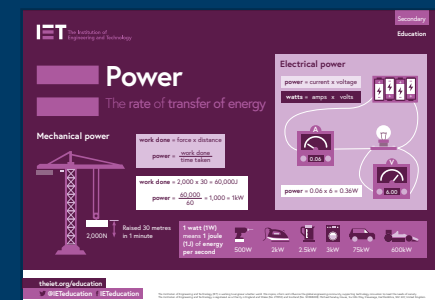 Secondary
Education
IET The Institution of
Engineering and Technology
Power
The rate of transfer of energy
Electrical power
power = current x voltage
watts = amps x volts
A
0.06
V
6.00
power = 0.06 x 6 = 0.36W
Mechanical power
work done = force x distance
power = work done
time taken
work done = 2,000 x 30 = 60,000J
power = 60,000 = 1,000 = 1kW
60
2,000N
Raised 30 metres
in 1 minute
1 watt (1W)
means 1 joule
(1J) of energy
per second
500W 2kW 2.5kW 3kW 75kW 600kW
theiet.org/education
@IETeducation IETeducation